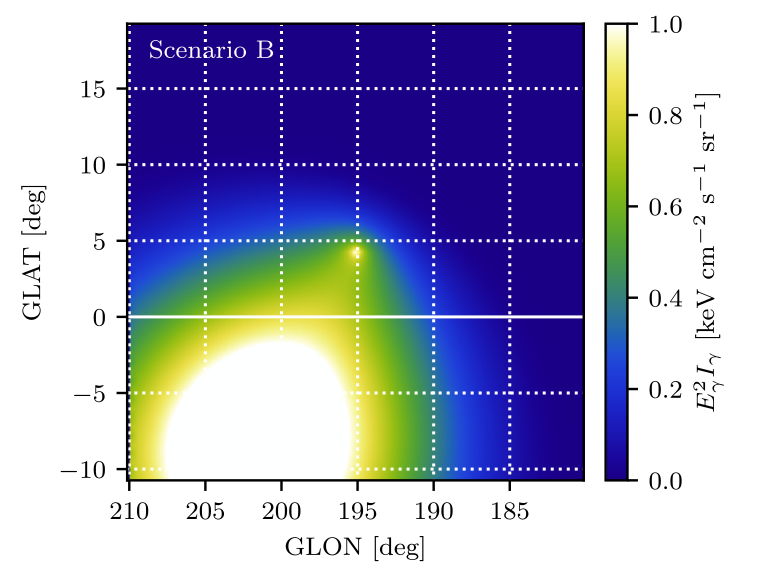 Scenario B
GLAT [deg]
15
10
5
0
−5
−10
210 205 200 195 190 185
GLON [deg]
1.0
0.8
0.6
0.4
0.2
0.0
E²γIγ [keV cm⁻² s⁻¹ sr⁻¹]